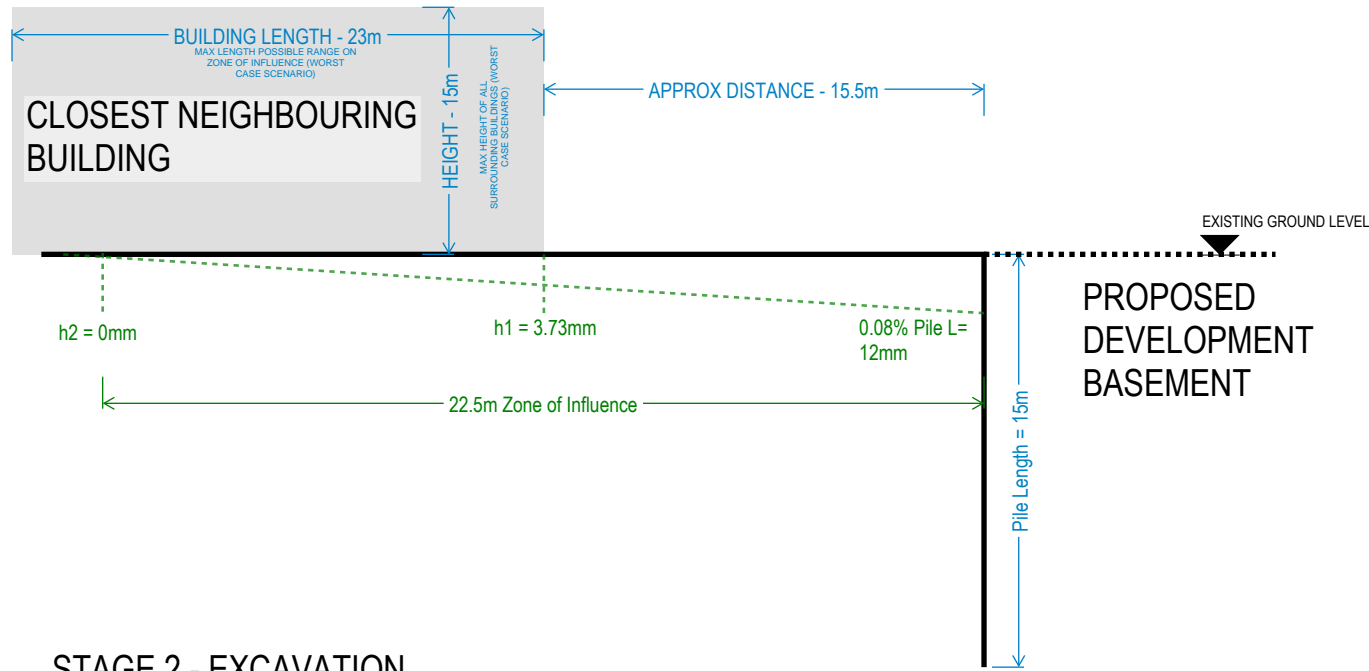 BUILDING LENGTH - 23m
MAX LENGTH POSSIBLE RANGE ON
ZONE OF INFLUENCE (WORST
CASE SCENARIO)
CLOSEST NEIGHBOURING
BUILDING
HEIGHT - 15m
MAX HEIGHT OF ALL
SURROUNDING BUILDINGS (WORST
CASE SCENARIO)
APPROX DISTANCE - 15.5m
EXISTING GROUND LEVEL
PROPOSED
DEVELOPMENT
BASEMENT
h2 = 0mm
h1 = 3.73mm
0.08% Pile L=
12mm
22.5m Zone of Influence
Pile Length = 15m
STAGE 2 - EXCAVATION